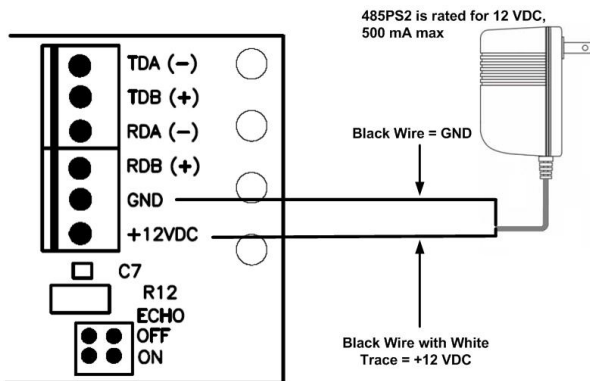 485PS2 is rated for 12 VDC,
500 mA max
TDA (-)
TDB (+)
RDA (-)
RDB (+)
GND
+12VDC
Black Wire = GND
C7
R12
ECHO
OFF
ON
Black Wire with White
Trace = +12 VDC